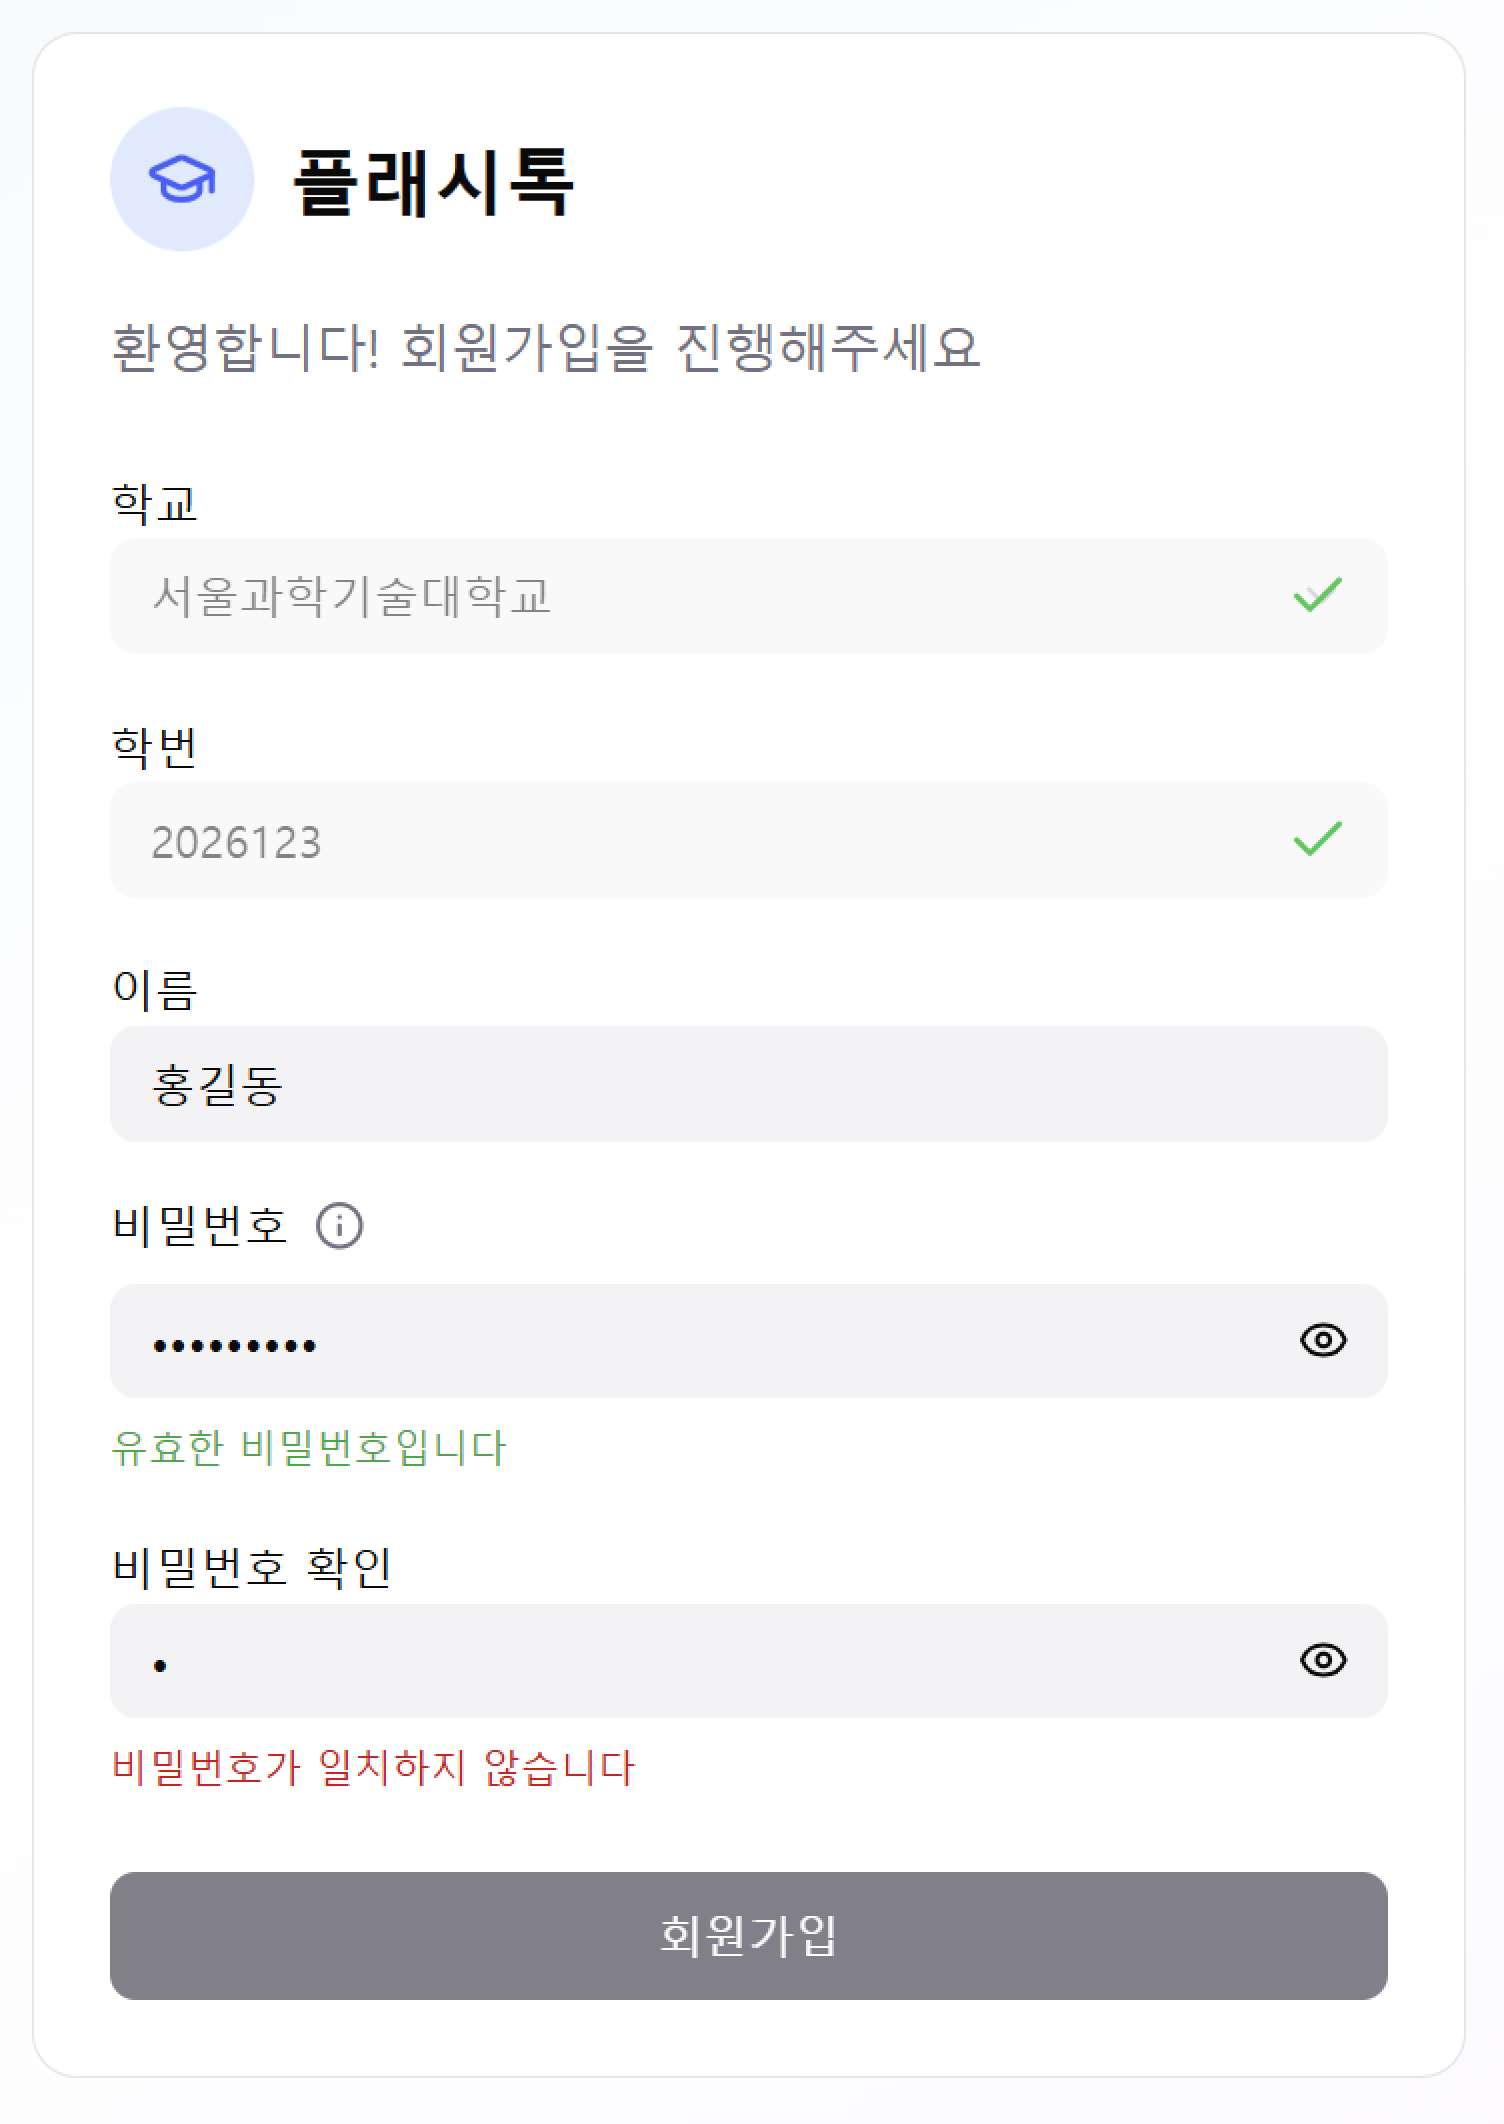 플래시톡
환영합니다! 회원가입을 진행해주세요
학교
서울과학기술대학교
학번
2026123
이름
홍길동
비밀번호
•••••••••
유효한 비밀번호입니다
비밀번호 확인
•
비밀번호가 일치하지 않습니다
회원가입